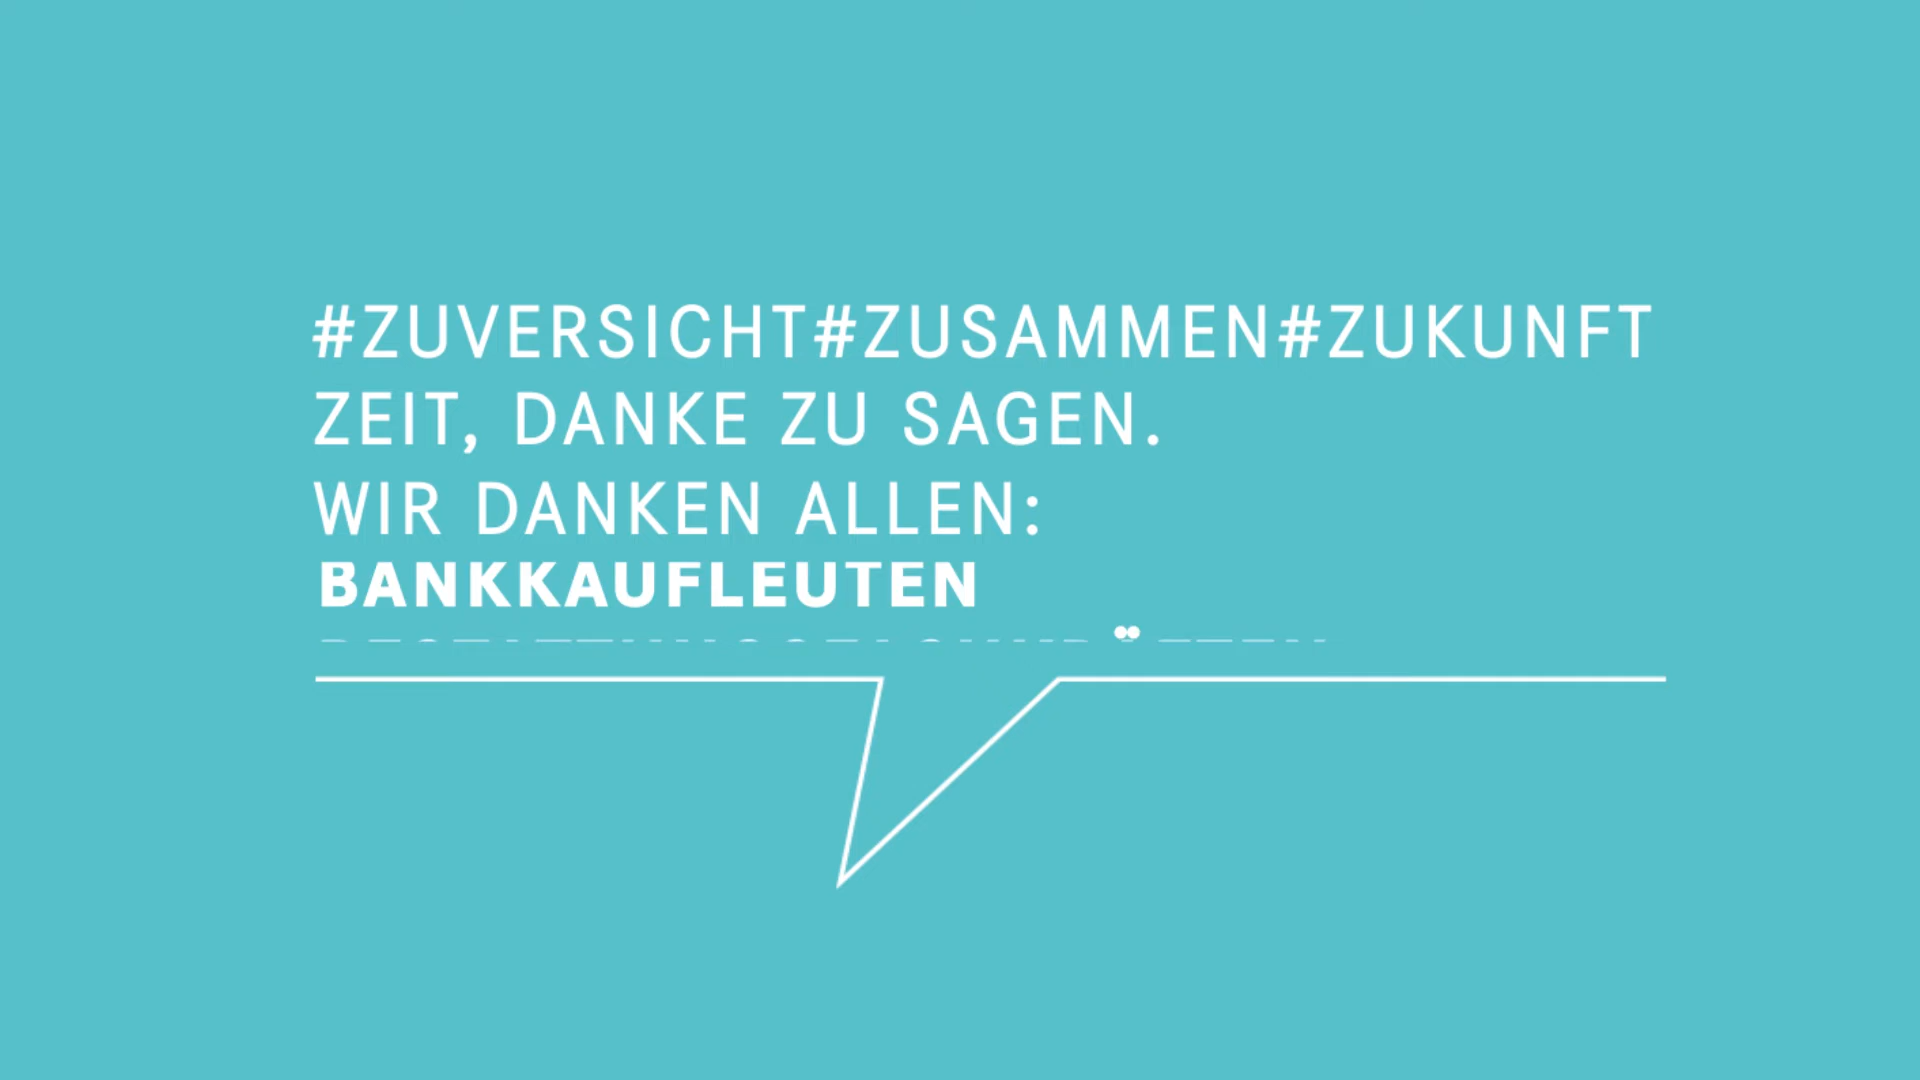 #ZUVERSICHT#ZUSAMMEN#ZUKUNFT
ZEIT, DANKE ZU SAGEN.
WIR DANKEN ALLEN:
BANKKAUFLEUTEN